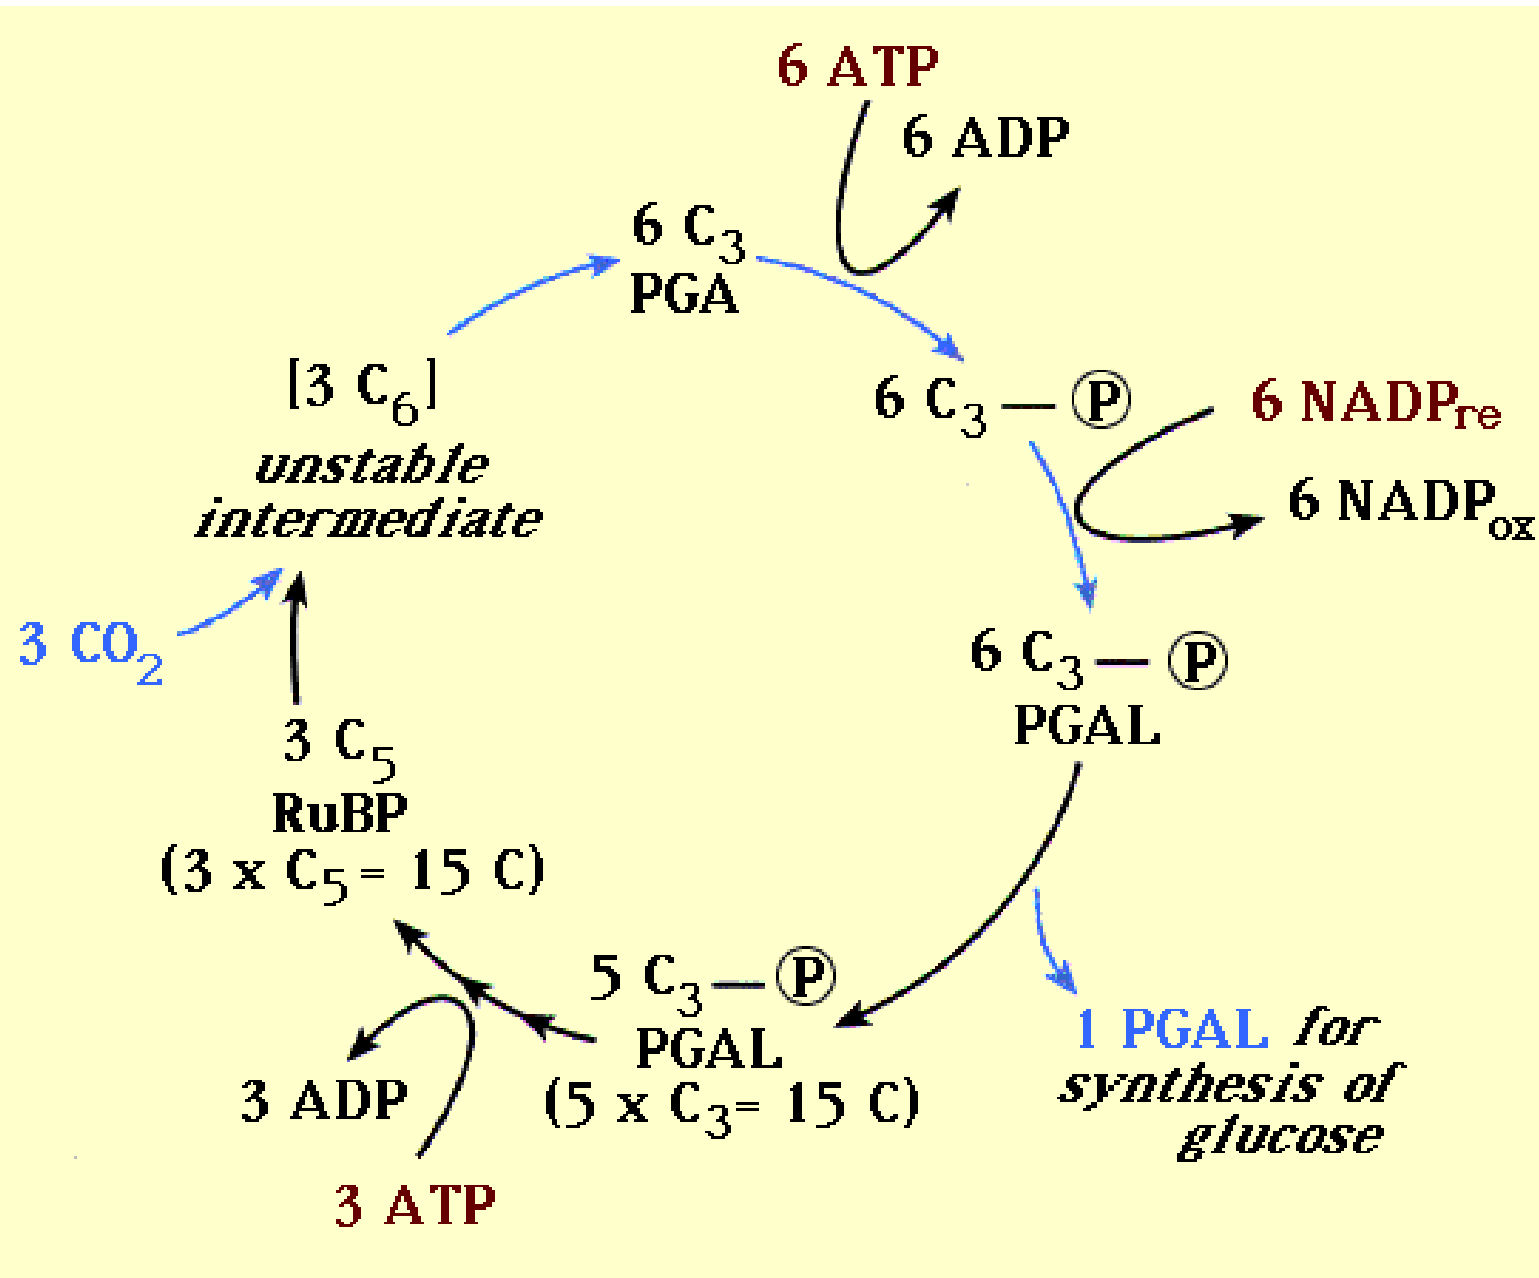 6 ATP
6 ADP
6 C₃
PGA
[3 C₆]
unstable
intermediate
6 C₃ — Ⓟ
6 NADPre
6 NADPox
3 CO₂
6 C₃ — Ⓟ
PGAL
3 C₅
RuBP
(3 x C₅ = 15 C)
5 C₃ — Ⓟ
PGAL
(5 x C₃= 15 C)
1 PGAL for
synthesis of
glucose
3 ADP
3 ATP